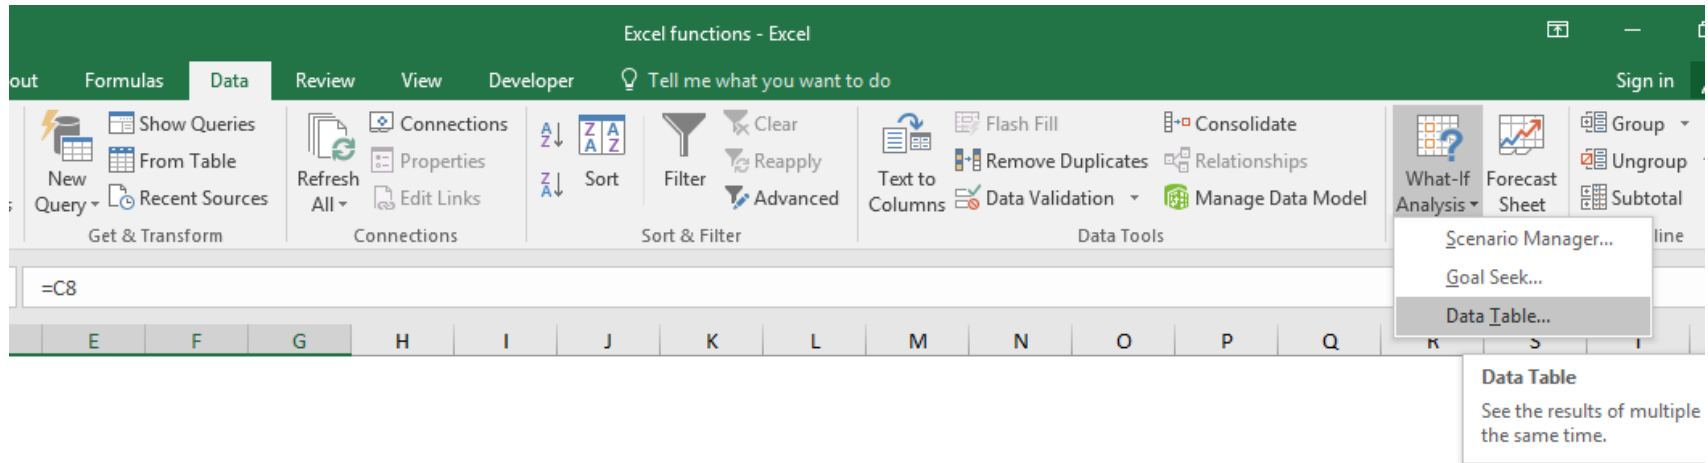 Excel functions - Excel
out Formulas Data Review View Developer Tell me what you want to do Sign in
New Query
Show Queries
From Table
Recent Sources
Get & Transform
Refresh All
Connections
Properties
Edit Links
Connections
Sort
Filter
Clear
Reapply
Advanced
Sort & Filter
Text to Columns
Flash Fill
Remove Duplicates
Data Validation
Consolidate
Relationships
Manage Data Model
Data Tools
What-If Analysis
Forecast Sheet
Group
Ungroup
Subtotal
line
Scenario Manager...
Goal Seek...
Data Table...
=C8
E F G H I J K L M N O P Q R S T
Data Table
See the results of multiple
the same time.